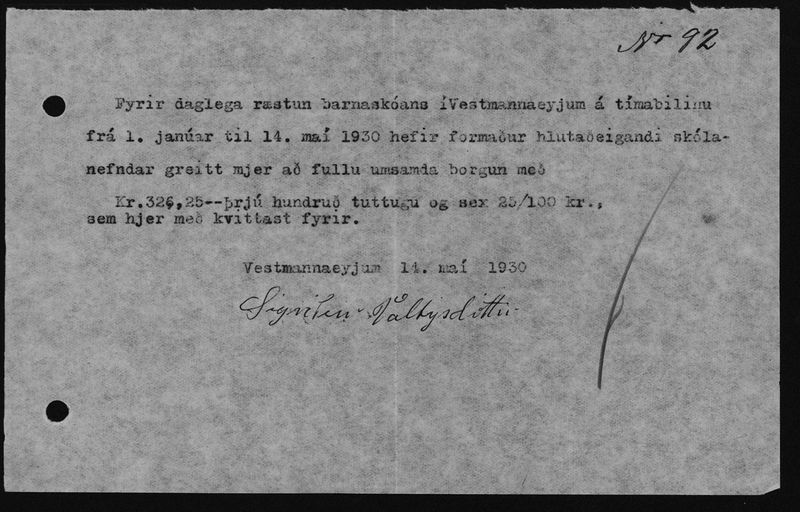 Nr 92
Fyrir daglega ræstun barnaskóans íVestmannaeyjum á tímabilinu
frá 1. janúar til 14. maí 1930 hefir formaður hlutaðeigandi skóla-
nefndar greitt mjer að fullu umsamda borgun með
Kr.326,25--þrjú hundruð tuttugu og sex 25/100 kr.,
sem hjer með kvittast fyrir.
Vestmannaeyjum 14. maí 1930
Valtýsdóttir